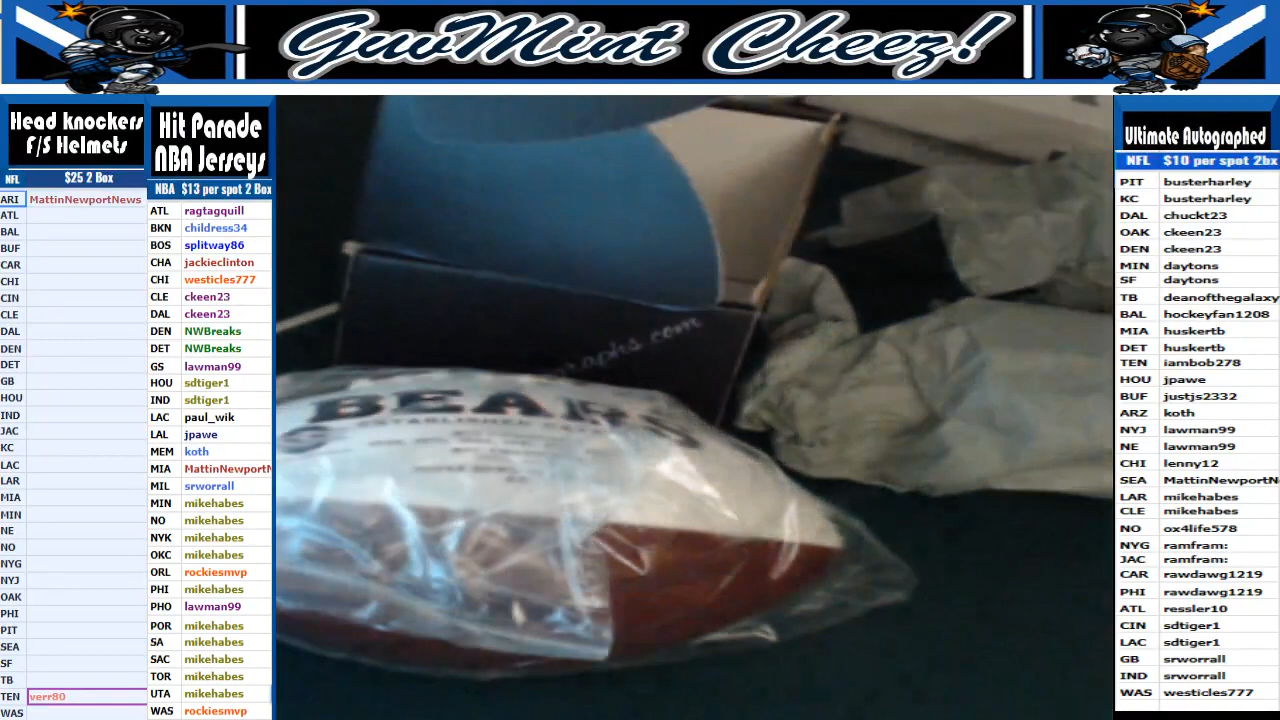 GuvMint Cheez!
Head knockers
F/S Helmets
NFL $25 2 Box
ARI MattinNewportNews
ATL
BAL
BUF
CAR
CHI
CIN
CLE
DAL
DEN
DET
GB
HOU
IND
JAC
KC
LAC
LAR
MIA
MIN
NE
NO
NYG
NYJ
OAK
PHI
PIT
SEA
SF
TB
TEN verr80
WAS
Hit Parade
NBA Jerseys
NBA $13 per spot 2 Box
ATL ragtagquill
BKN childress34
BOS splitway86
CHA jackieclinton
CHI westicles777
CLE ckeen23
DAL ckeen23
DEN NWBreaks
DET NWBreaks
GS lawman99
HOU sdtiger1
IND sdtiger1
LAC paul_wik
LAL jpawe
MEM koth
MIA MattinNewportN
MIL srworrall
MIN mikehabes
NO mikehabes
NYK mikehabes
OKC mikehabes
ORL rockiesmvp
PHI mikehabes
PHO lawman99
POR mikehabes
SA mikehabes
SAC mikehabes
TOR mikehabes
UTA mikehabes
WAS rockiesmvp
aphs.com
BEARS
ESTABLISHED
Ultimate Autographed
NFL $10 per spot 2bx
PIT busterharley
KC busterharley
DAL chuckt23
OAK ckeen23
DEN ckeen23
MIN daytons
SF daytons
TB deanofthegalaxy
BAL hockeyfan1208
MIA huskertb
DET huskertb
TEN iambob278
HOU jpawe
BUF justjs2332
ARZ koth
NYJ lawman99
NE lawman99
CHI lenny12
SEA MattinNewportN
LAR mikehabes
CLE mikehabes
NO ox4life578
NYG ramfram:
JAC ramfram:
CAR rawdawg1219
PHI rawdawg1219
ATL ressler10
CIN sdtiger1
LAC sdtiger1
GB srworrall
IND srworrall
WAS westicles777